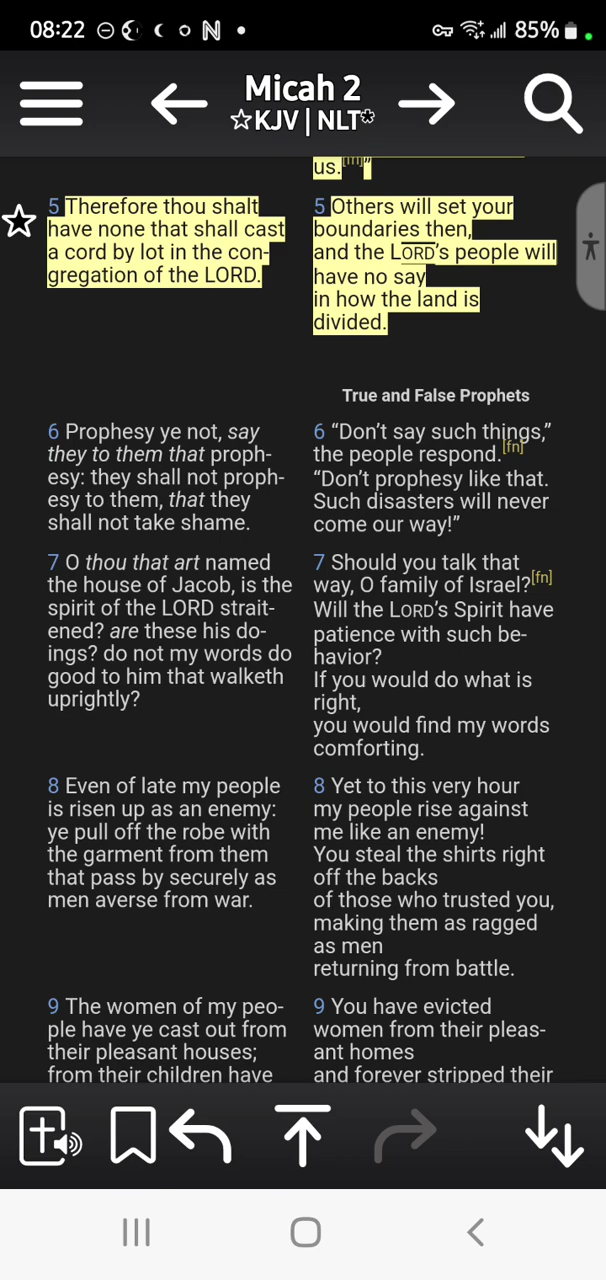 08:22
85%
Micah 2
☆KJV | NLT*
us.[fn]”
5 Therefore thou shalt
have none that shall cast
a cord by lot in the con-
gregation of the LORD.
5 Others will set your
boundaries then,
and the LORD’s people will
have no say
in how the land is
divided.
True and False Prophets
6 Prophesy ye not, say
they to them that proph-
esy: they shall not proph-
esy to them, that they
shall not take shame.
6 “Don’t say such things,”
the people respond.[fn]
“Don’t prophesy like that.
Such disasters will never
come our way!”
7 O thou that art named
the house of Jacob, is the
spirit of the LORD strait-
ened? are these his do-
ings? do not my words do
good to him that walketh
uprightly?
7 Should you talk that
way, O family of Israel?[fn]
Will the LORD’s Spirit have
patience with such be-
havior?
If you would do what is
right,
you would find my words
comforting.
8 Even of late my people
is risen up as an enemy:
ye pull off the robe with
the garment from them
that pass by securely as
men averse from war.
8 Yet to this very hour
my people rise against
me like an enemy!
You steal the shirts right
off the backs
of those who trusted you,
making them as ragged
as men
returning from battle.
9 The women of my peo-
ple have ye cast out from
their pleasant houses;
from their children have
9 You have evicted
women from their pleas-
ant homes
and forever stripped their